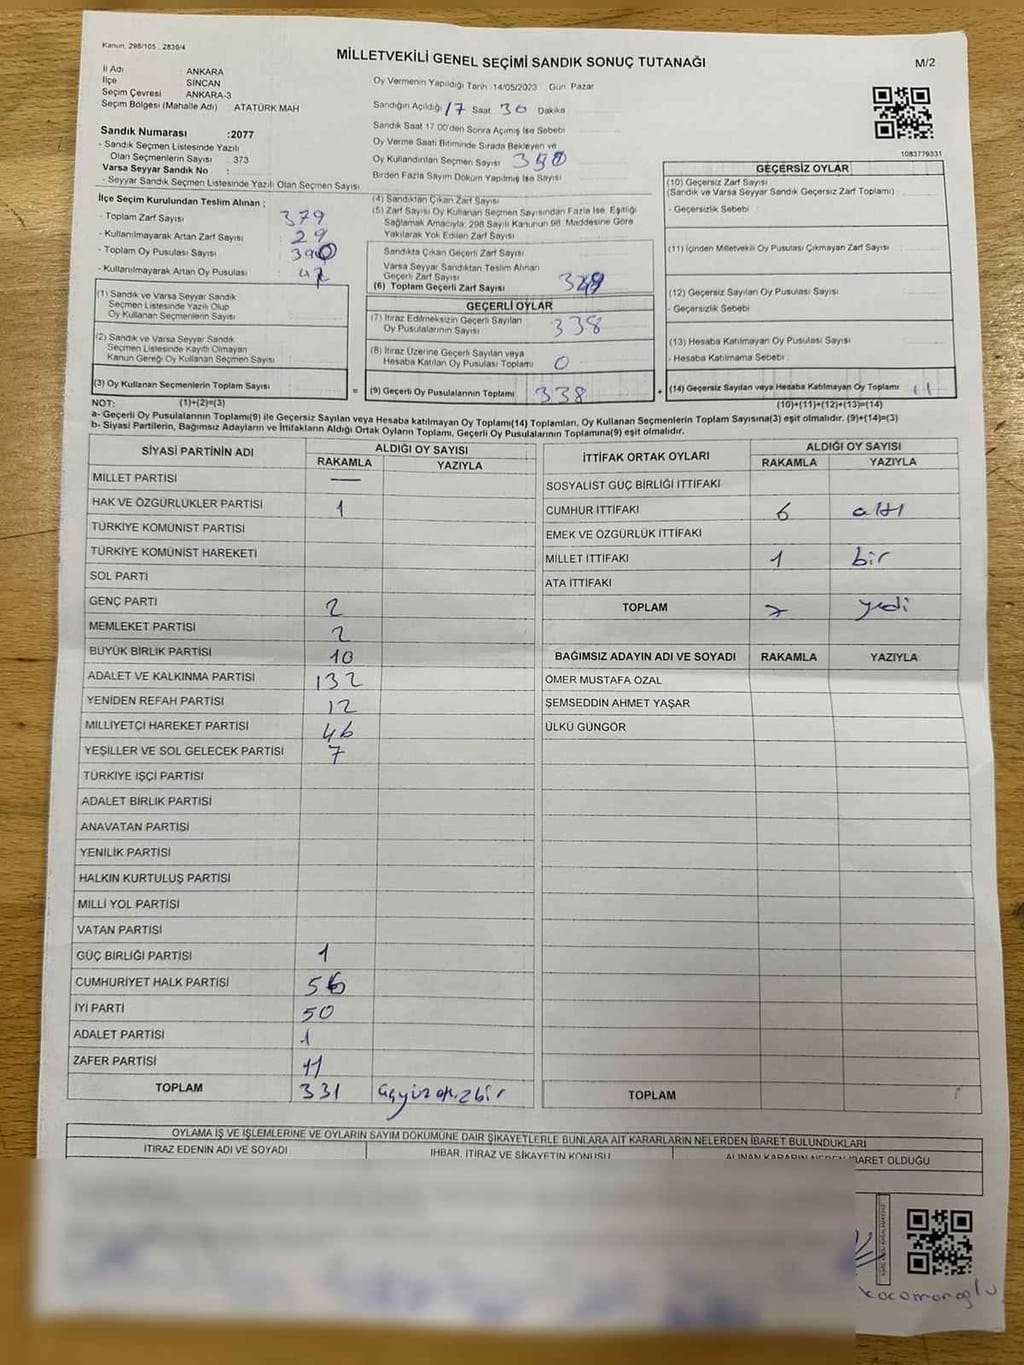 Kanun: 298/105 , 2839/4
MİLLETVEKİLİ GENEL SEÇİMİ SANDIK SONUÇ TUTANAĞI
M/2
İl Adı ANKARA
İlçe SİNCAN
Seçim Çevresi ANKARA-3
Seçim Bölgesi (Mahalle Adı) ATATÜRK MAH
Sandık Numarası :2077
- Sandık Seçmen Listesinde Yazılı
Olan Seçmenlerin Sayısı : 373
Varsa Seyyar Sandık No :
- Seyyar Sandık Seçmen Listesinde Yazılı Olan Seçmen Sayısı
Oy Vermenin Yapıldığı Tarih :14/05/2023 Gün Pazar
Sandığın Açıldığı 17 Saat 30 Dakika
Sandık Saat 17.00'den Sonra Açılmış İse Sebebi
Oy Verme Saati Bitiminde Sırada Bekleyen ve
Oy Kullandırılan Seçmen Sayısı
Birden Fazla Sayım Döküm Yapılmış İse Sayısı
1083779331
İlçe Seçim Kurulundan Teslim Alınan :
- Toplam Zarf Sayısı 379
- Kullanılmayarak Artan Zarf Sayısı 29
- Toplam Oy Pusulası Sayısı 390
- Kullanılmayarak Artan Oy Pusulası
(1) Sandık ve Varsa Seyyar Sandık
Seçmen Listesinde Yazılı Olup
Oy Kullanan Seçmenlerin Sayısı
(2) Sandık ve Varsa Seyyar Sandık
Seçmen Listesinde Kayıtlı Olmayan
Kanun Gereği Oy Kullanan Seçmen Sayısı
(3) Oy Kullanan Seçmenlerin Toplam Sayısı =
(1)+(2)=(3)
(4) Sandıktan Çıkan Zarf Sayısı
(5) Zarf Sayısı Oy Kullanan Seçmen Sayısından Fazla İse, Eşitliği
Sağlamak Amacıyla, 298 Sayılı Kanunun 98. Maddesine Göre
Yakılarak Yok Edilen Zarf Sayısı
Sandıkta Çıkan Geçerli Zarf Sayısı
Varsa Seyyar Sandıktan Teslim Alınan
Geçerli Zarf Sayısı
(6) Toplam Geçerli Zarf Sayısı
GEÇERLİ OYLAR
(7) İtiraz Edilmeksizin Geçerli Sayılan
Oy Pusulalarının Sayısı 338
(8) İtiraz Üzerine Geçerli Sayılan veya
Hesaba Katılan Oy Pusulası Toplamı 0
(9) Geçerli Oy Pusulalarının Toplamı 338 +
GEÇERSİZ OYLAR
(10) Geçersiz Zarf Sayısı
(Sandık ve Varsa Seyyar Sandık Geçersiz Zarf Toplamı)
- Geçersizlik Sebebi
(11) İçinden Milletvekili Oy Pusulası Çıkmayan Zarf Sayısı
(12) Geçersiz Sayılan Oy Pusulası Sayısı
- Geçersizlik Sebebi
(13) Hesaba Katılmayan Oy Pusulası Sayısı
- Hesaba Katılmama Sebebi
(14) Geçersiz Sayılan veya Hesaba Katılmayan Oy Toplamı 11
(10)+(11)+(12)+(13)=(14)
NOT:
a- Geçerli Oy Pusulalarının Toplamı(9) ile Geçersiz Sayılan veya Hesaba katılmayan Oy Toplamı(14) Toplamları, Oy Kullanan Seçmenlerin Toplam Sayısına(3) eşit olmalıdır. (9)+(14)=(3)
b- Siyasi Partilerin, Bağımsız Adayların ve İttifakların Aldığı Ortak Oyların Toplamı, Geçerli Oy Pusulalarının Toplamına(9) eşit olmalıdır.
SİYASİ PARTİNİN ADI ALDIĞI OY SAYISI
RAKAMLA YAZIYLA
MİLLET PARTİSİ —
HAK VE ÖZGÜRLÜKLER PARTİSİ 1
TÜRKİYE KOMÜNİST PARTİSİ
TÜRKİYE KOMÜNİST HAREKETİ
SOL PARTİ
GENÇ PARTİ 2
MEMLEKET PARTİSİ 2
BÜYÜK BİRLİK PARTİSİ 10
ADALET VE KALKINMA PARTİSİ 132
YENİDEN REFAH PARTİSİ 12
MİLLİYETÇİ HAREKET PARTİSİ 46
YEŞİLLER VE SOL GELECEK PARTİSİ 7
TÜRKİYE İŞÇİ PARTİSİ
ADALET BİRLİK PARTİSİ
ANAVATAN PARTİSİ
YENİLİK PARTİSİ
HALKIN KURTULUŞ PARTİSİ
MİLLİ YOL PARTİSİ
VATAN PARTİSİ
GÜÇ BİRLİĞİ PARTİSİ 1
CUMHURİYET HALK PARTİSİ 56
İYİ PARTİ 50
ADALET PARTİSİ 1
ZAFER PARTİSİ 11
TOPLAM 331 üçyüzotuzbir
İTTİFAK ORTAK OYLARI ALDIĞI OY SAYISI
RAKAMLA YAZIYLA
SOSYALİST GÜÇ BİRLİĞİ İTTİFAKI
CUMHUR İTTİFAKI 6 altı
EMEK VE ÖZGÜRLÜK İTTİFAKI
MİLLET İTTİFAKI 1 bir
ATA İTTİFAKI
TOPLAM 7 yedi
BAĞIMSIZ ADAYIN ADI VE SOYADI RAKAMLA YAZIYLA
ÖMER MUSTAFA ÖZAL
ŞEMSEDDİN AHMET YAŞAR
ÜLKÜ GÜNGÖR
TOPLAM
OYLAMA İŞ VE İŞLEMLERİNE VE OYLARIN SAYIM DÖKÜMÜNE DAİR ŞİKAYETLERLE BUNLARA AİT KARARLARIN NELERDEN İBARET BULUNDUKLARI
İTİRAZ EDENİN ADI VE SOYADI
İHBAR, İTİRAZ VE ŞİKAYETİN KONUSU
ALINAN KARARIN NEDEN İBARET OLDUĞU